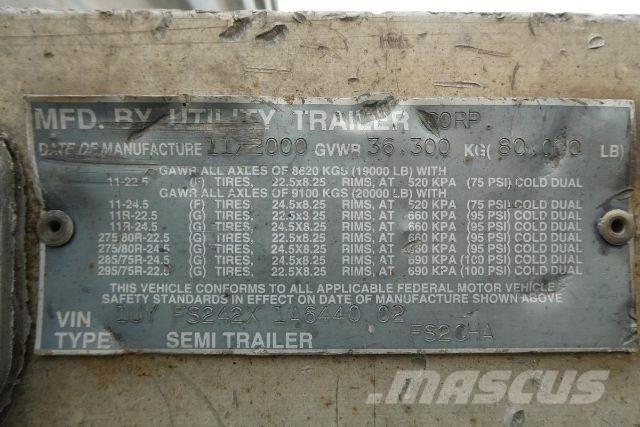 MFD. BY UTILITY TRAILER CORP.
DATE OF MANUFACTURE 11/2000 GVWR 36,300 KG( 80,000 LB)
GAWR ALL AXLES OF 8620 KGS (19000 LB) WITH
11-22.5 (F) TIRES, 22.5x8.25 RIMS, AT 520 KPA (75 PSI) COLD DUAL
GAWR ALL AXLES OF 9100 KGS (20000 LB) WITH
11-24.5 (F) TIRES, 24.5x8.25 RIMS, AT 520 KPA (75 PSI) COLD DUAL
11R-22.5 (G) TIRES, 22.5x8.25 RIMS, AT 660 KPA (95 PSI) COLD DUAL
11R-24.5 (G) TIRES, 24.5x8.25 RIMS, AT 660 KPA (95 PSI) COLD DUAL
275/80R-22.5 (G) TIRES, 22.5X8.25 RIMS, AT 660 KPA (95 PSI) COLD DUAL
275/80R-24.5 (G) TIRES, 24.5X8.25 RIMS, AT 660 KPA (95 PSI) COLD DUAL
285/75R-24.5 (G) TIRES, 24.5X8.25 RIMS, AT 690 KPA (100 PSI) COLD DUAL
295/75R-22.5 (G) TIRES, 22.5X8.25 RIMS, AT 690 KPA (100 PSI) COLD DUAL
THIS VEHICLE CONFORMS TO ALL APPLICABLE FEDERAL MOTOR VEHICLE
SAFETY STANDARDS IN EFFECT ON DATE OF MANUFACTURE SHOWN ABOVE
VIN 1UY FS242X 1A6440 02
TYPE SEMI TRAILER FS2CHA
MASCUS